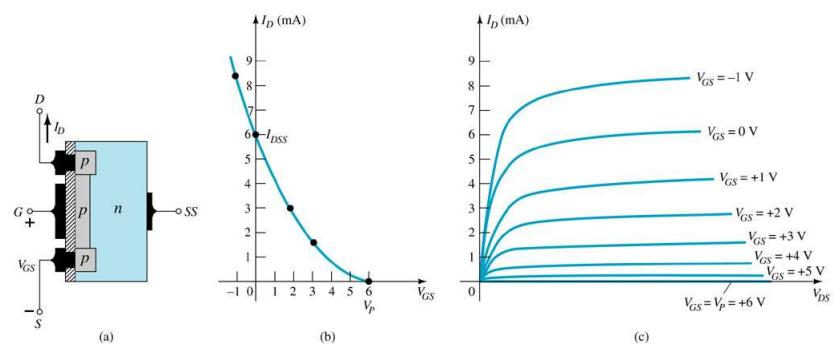 D
I_D
p
G
+
p
n
SS
V_GS
p
–
S
(a)
I_D (mA)
9
8
7
6
I_DSS
5
4
3
2
1
–1 0 1 2 3 4 5 6
V_P
V_GS
(b)
I_D (mA)
9
8
7
6
5
4
3
2
1
0
V_GS = –1 V
V_GS = 0 V
V_GS = +1 V
V_GS = +2 V
V_GS = +3 V
V_GS = +4 V
V_GS = +5 V
V_DS
V_GS = V_P = +6 V
(c)